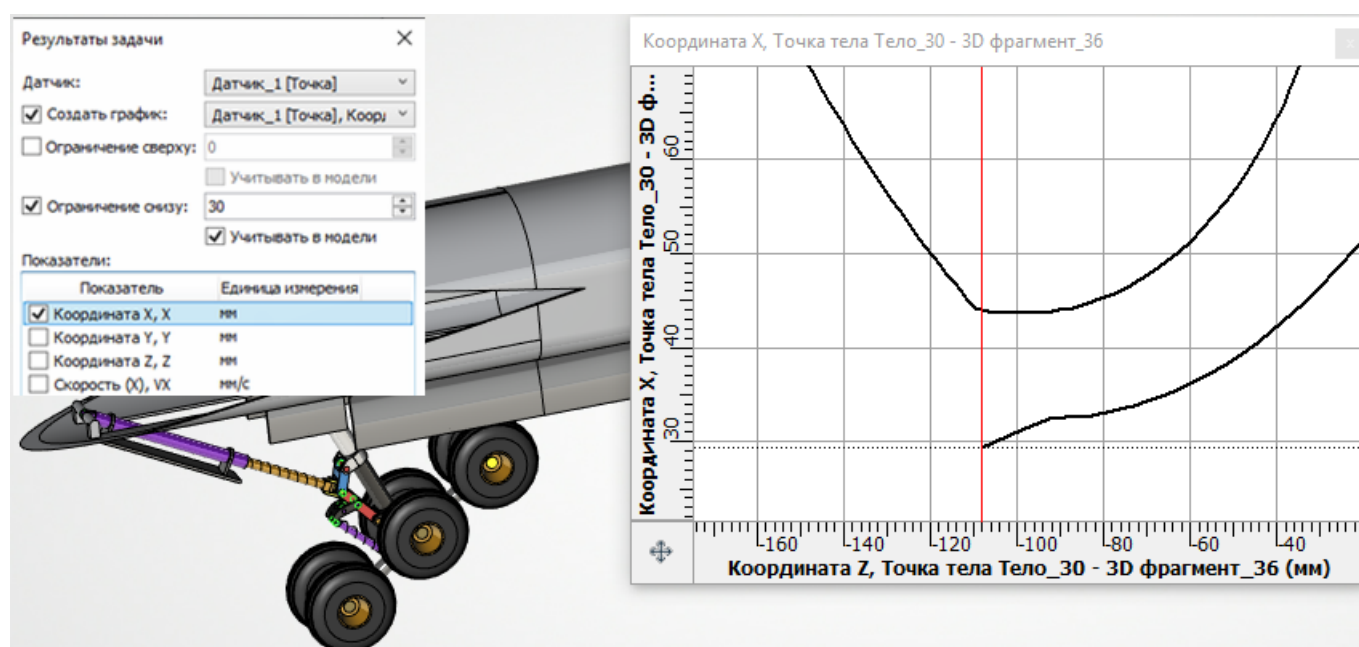 Результаты задачи
Датчик: Датчик_1 [Точка]
Создать график: Датчик_1 [Точка], Коор
Ограничение сверху: 0
Учитывать в модели
Ограничение снизу: 30
Учитывать в модели
Показатели:
Показатель Единица измерения
Координата X, X мм
Координата Y, Y мм
Координата Z, Z мм
Скорость (X), VX мм/с
Координата X, Точка тела Тело_30 - 3D фрагмент_36
x
Координата X, Точка тела Тело_30 - 3D ф...
60
50
40
30
-160 -140 -120 -100 -80 -60 -40
Координата Z, Точка тела Тело_30 - 3D фрагмент_36 (мм)